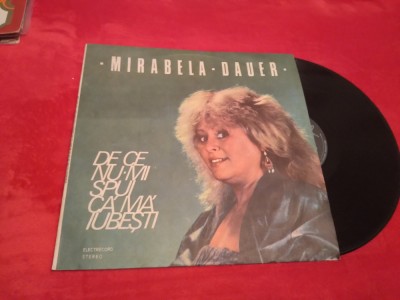 · MIRABELA · DAUER ·
DE CE
NU-MI
SPUI
CĂ MĂ
IUBEȘTI
ELECTRECORD
STEREO